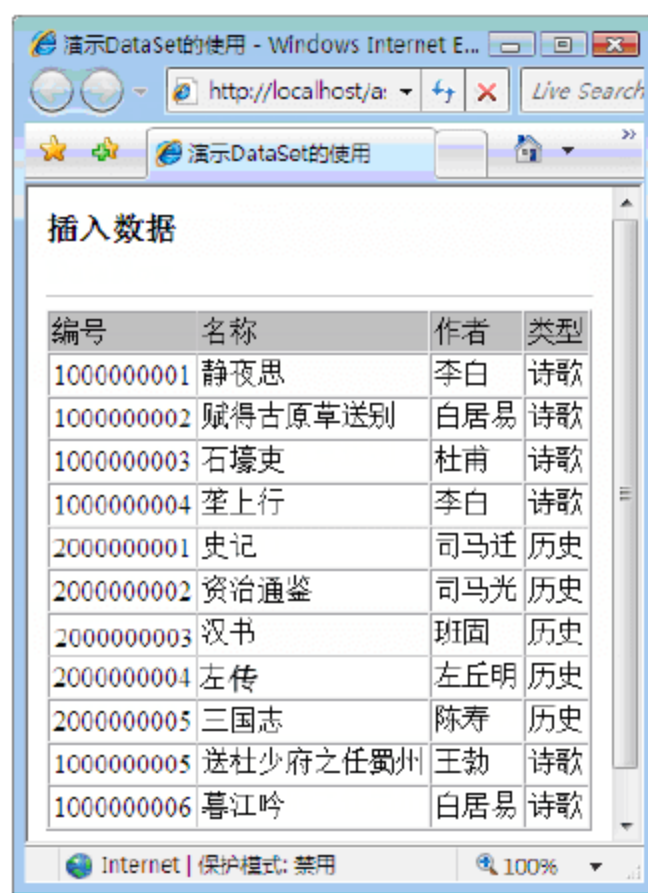 演示DataSet的使用 - Windows Internet E...
http://localhost/a:
Live Search
演示DataSet的使用
插入数据
编号 名称 作者 类型
1000000001 静夜思 李白 诗歌
1000000002 赋得古原草送别 白居易 诗歌
1000000003 石壕吏 杜甫 诗歌
1000000004 垄上行 李白 诗歌
2000000001 史记 司马迁 历史
2000000002 资治通鉴 司马光 历史
2000000003 汉书 班固 历史
2000000004 左传 左丘明 历史
2000000005 三国志 陈寿 历史
1000000005 送杜少府之任蜀州 王勃 诗歌
1000000006 暮江吟 白居易 诗歌
Internet | 保护模式: 禁用 100%